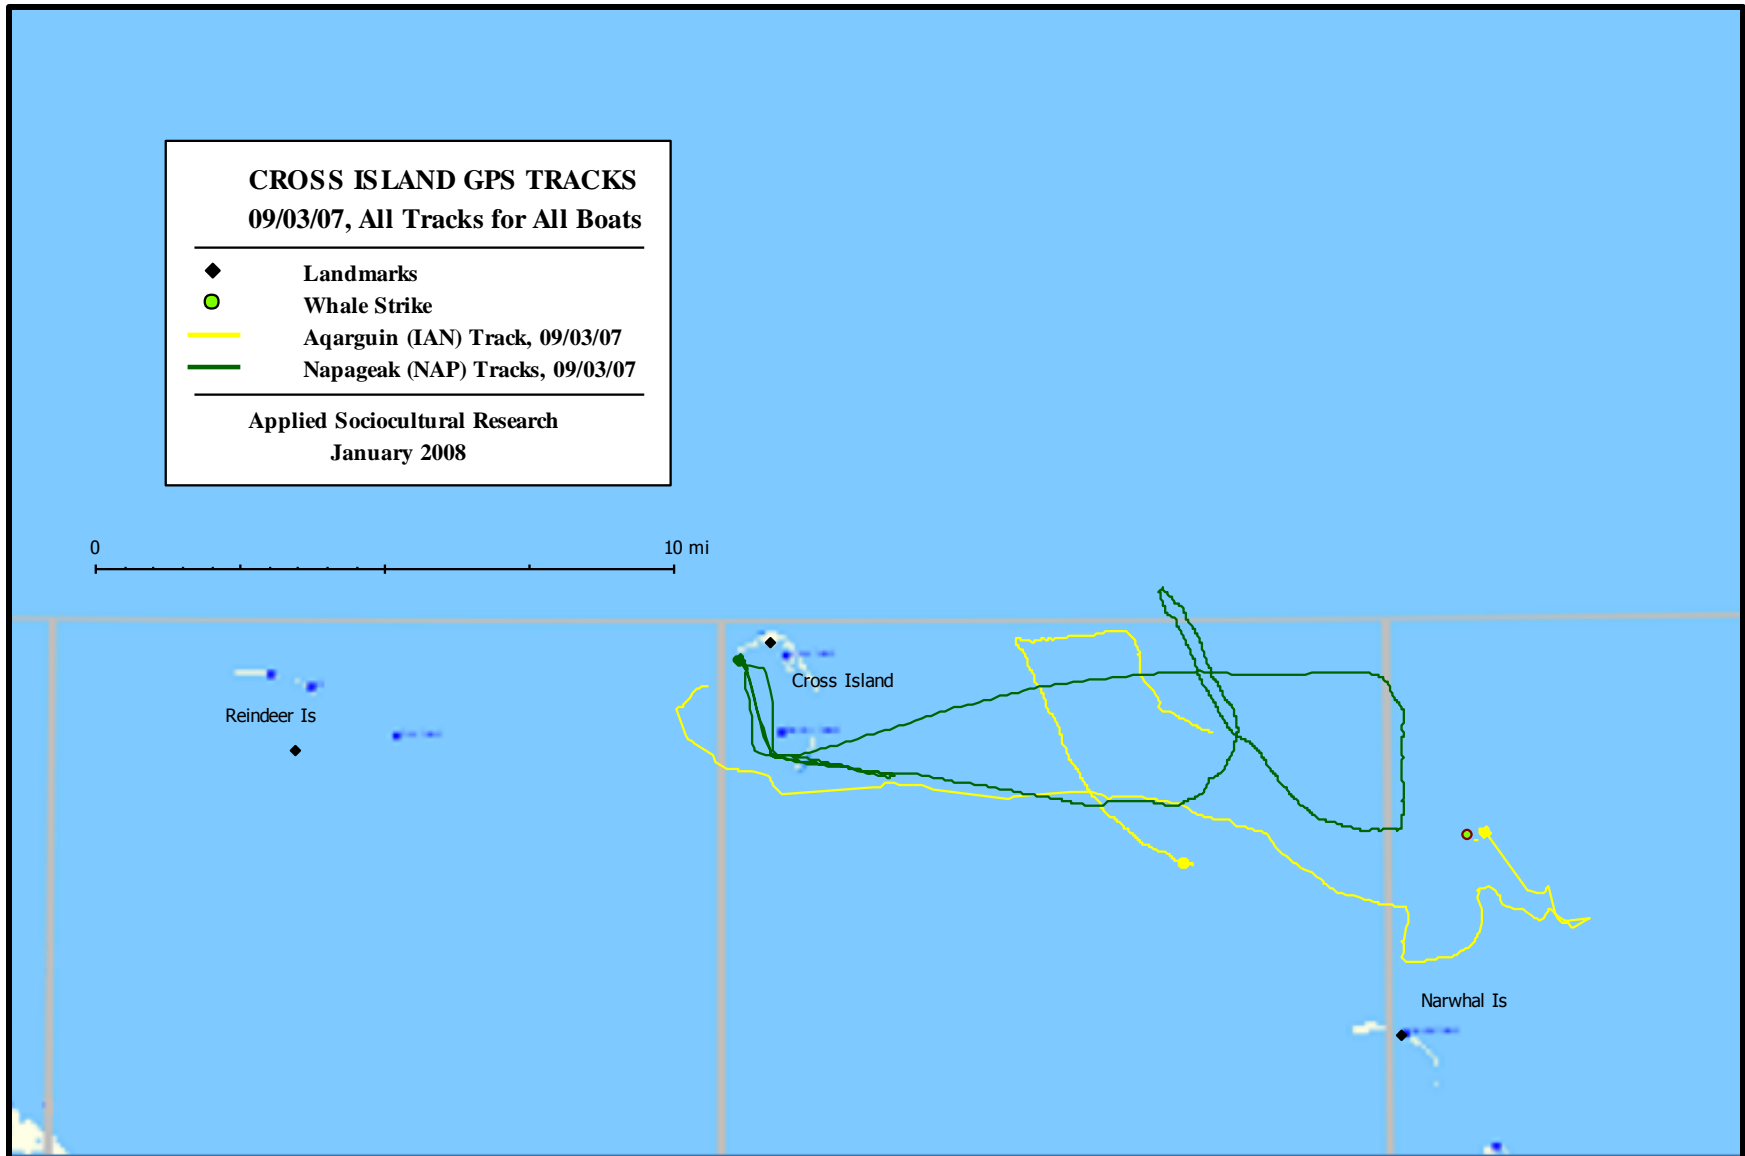 CROSS ISLAND GPS TRACKS
09/03/07, All Tracks for All Boats
Landmarks
Whale Strike
Aqarguin (IAN) Track, 09/03/07
Napageak (NAP) Tracks, 09/03/07
Applied Sociocultural Research
January 2008
0 10 mi
Cross Island
Reindeer Is
Narwhal Is